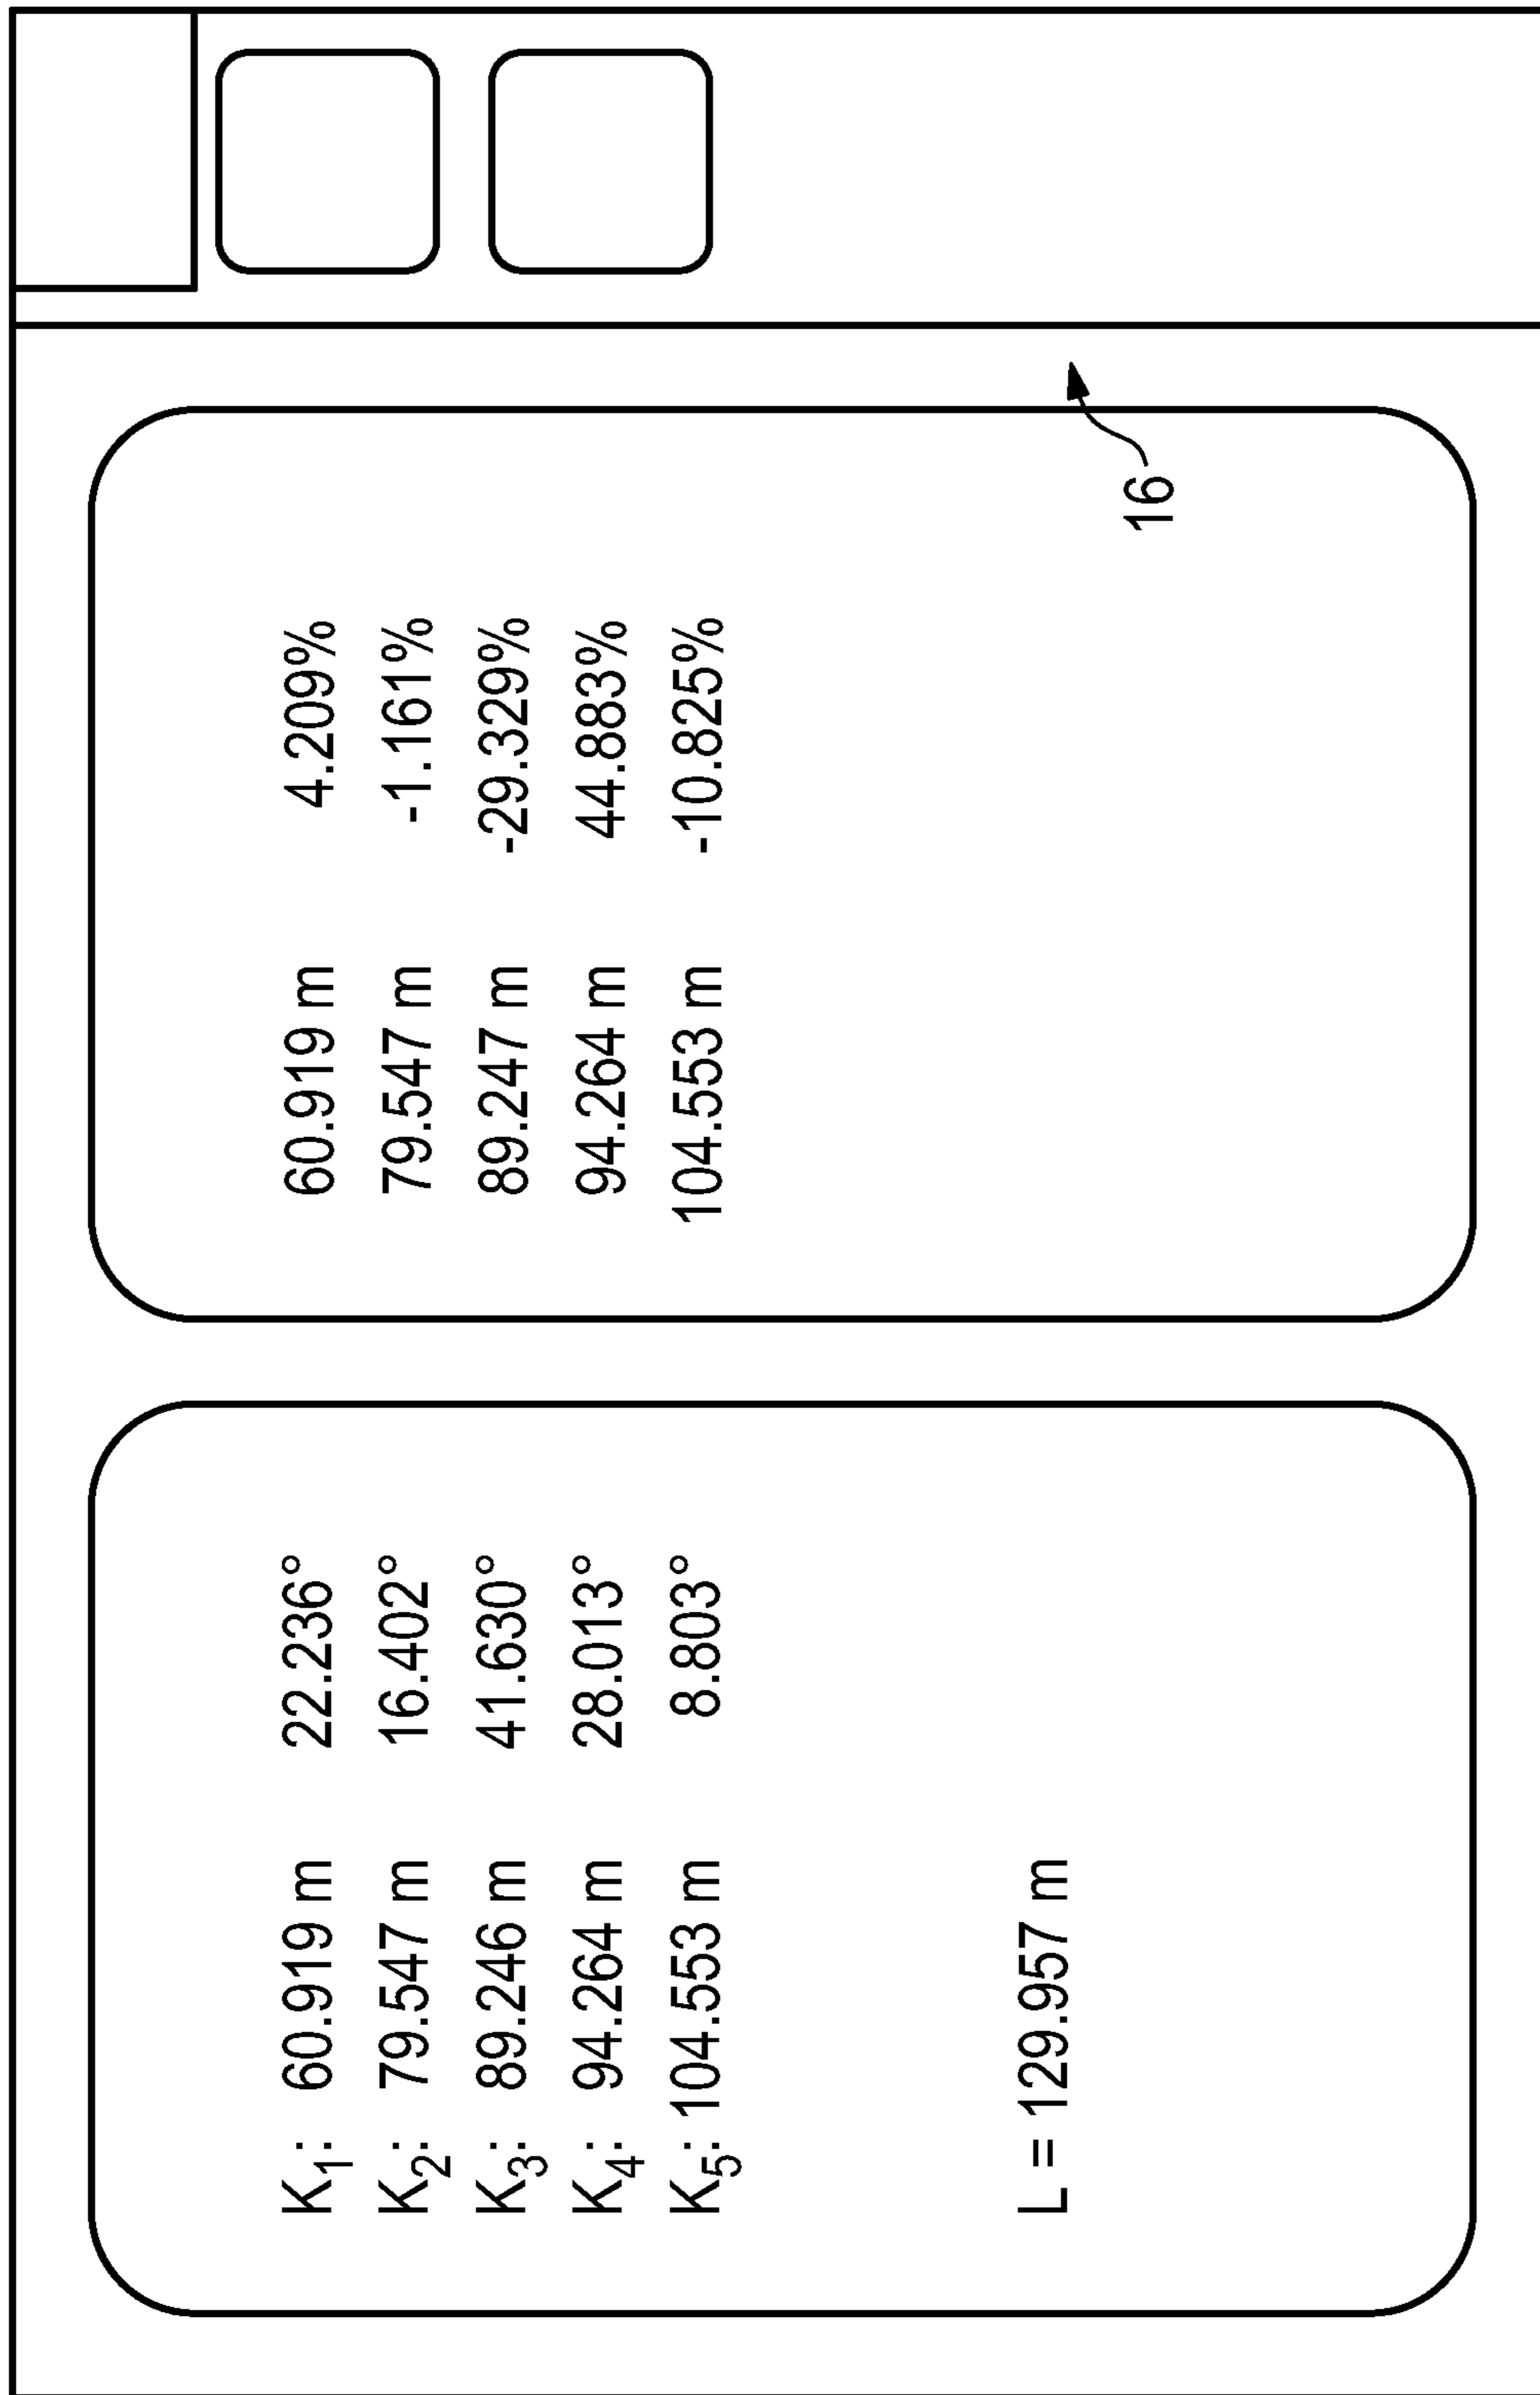 K1: 60.919 m 22.236°
K2: 79.547 m 16.402°
K3: 89.246 m 41.630°
K4: 94.264 m 28.013°
K5: 104.553 m 8.803°
L = 129.957 m
60.919 m 4.209%
79.547 m -1.161%
89.247 m -29.329%
94.264 m 44.883%
104.553 m -10.825%
16